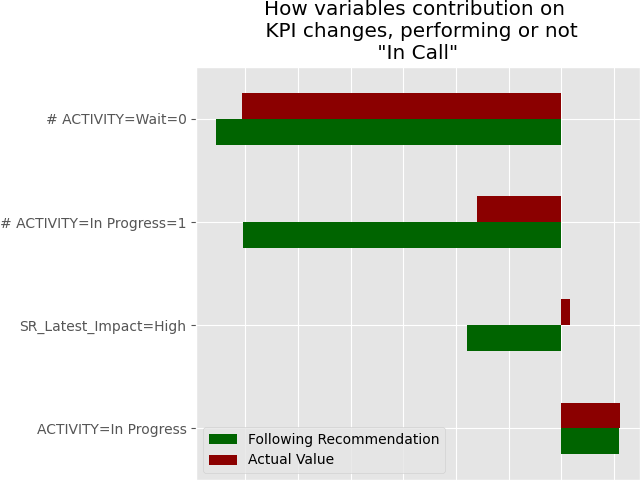 How variables contribution on
KPI changes, performing or not
"In Call"
# ACTIVITY=Wait=0
# ACTIVITY=In Progress=1
SR_Latest_Impact=High
ACTIVITY=In Progress
Following Recommendation
Actual Value